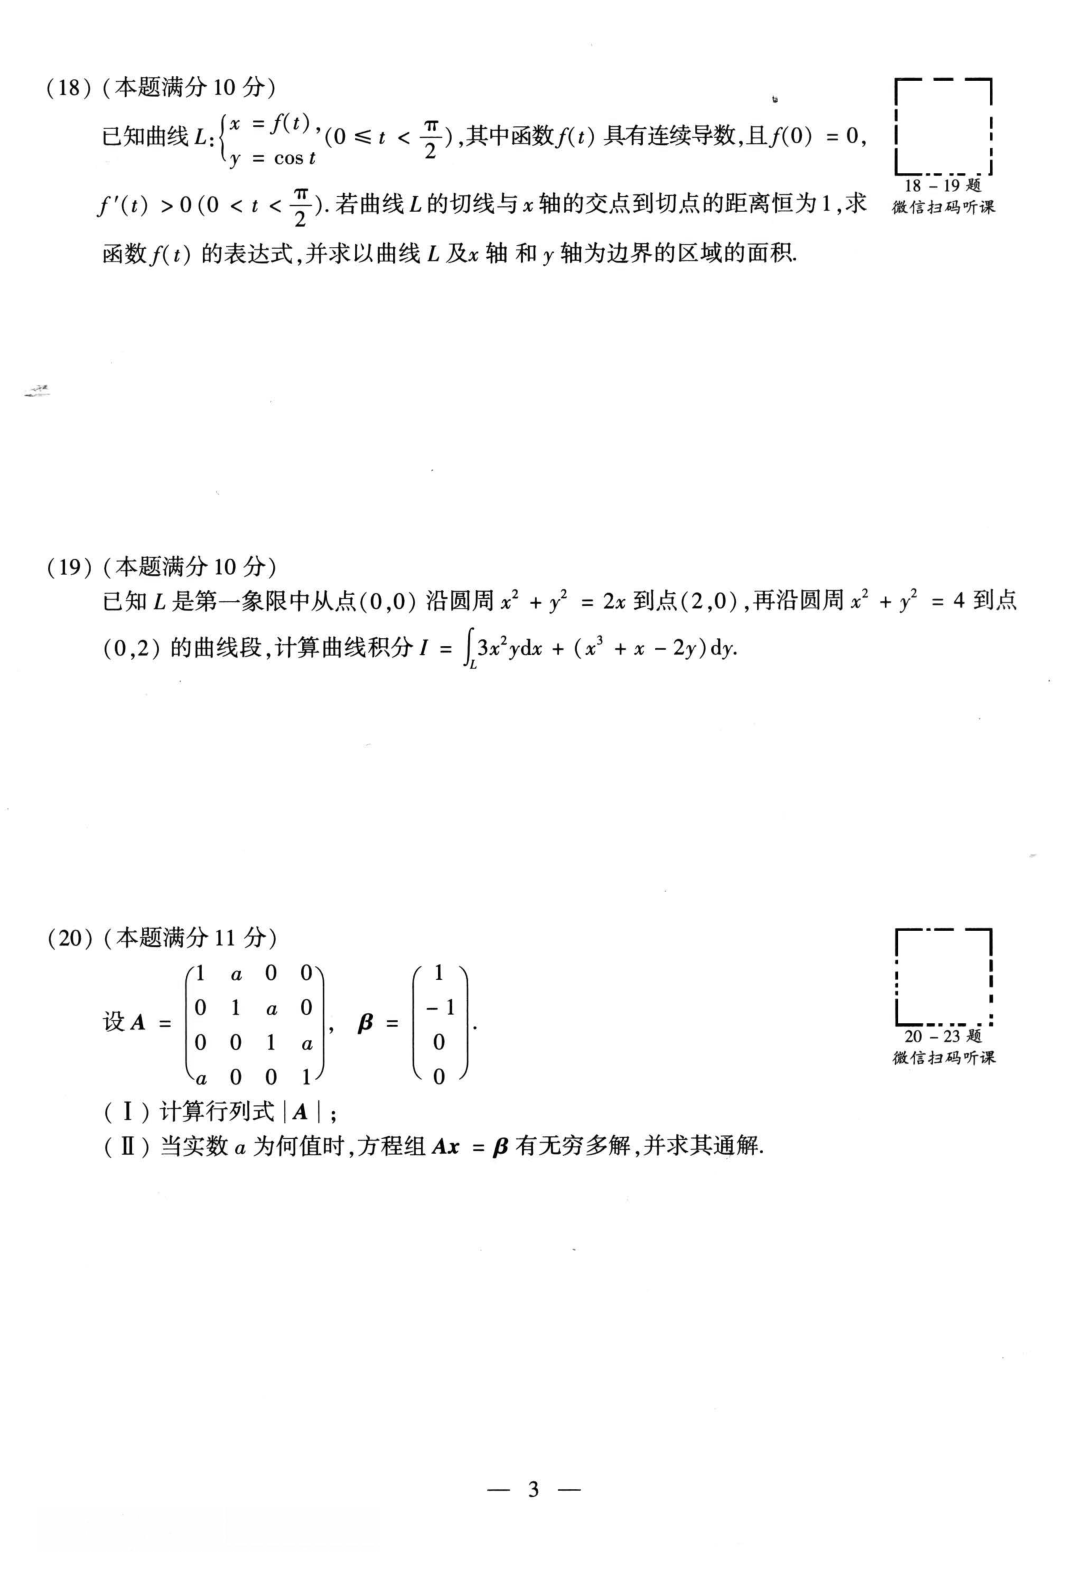 (18) (本题满分 10 分)
已知曲线 L:{x = f(t), y = cos t (0 ≤ t < π/2),其中函数f(t) 具有连续导数,且f(0) = 0,
f′(t) > 0 (0 < t < π/2). 若曲线 L 的切线与 x 轴的交点到切点的距离恒为 1,求
函数f(t) 的表达式,并求以曲线 L 及x 轴 和 y 轴为边界的区域的面积.
18 - 19 题
微信扫码听课
(19) (本题满分 10 分)
已知 L 是第一象限中从点(0,0) 沿圆周 x² + y² = 2x 到点(2,0),再沿圆周 x² + y² = 4 到点
(0,2) 的曲线段,计算曲线积分 I = ∫_L 3x²ydx + (x³ + x - 2y)dy.
(20) (本题满分 11 分)
设 A = (1 a 0 0; 0 1 a 0; 0 0 1 a; a 0 0 1), β = (1; -1; 0; 0).
(Ⅰ) 计算行列式 |A|;
(Ⅱ) 当实数 a 为何值时,方程组 Ax = β 有无穷多解,并求其通解.
20 - 23 题
微信扫码听课
— 3 —